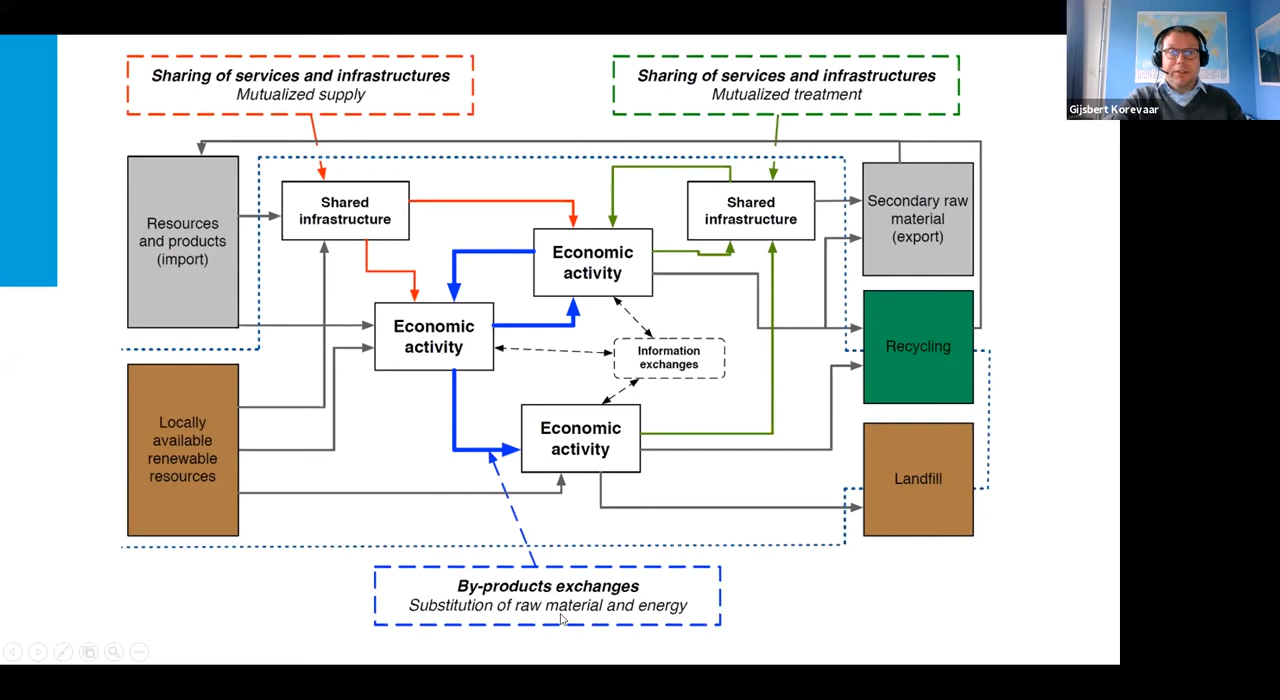 Sharing of services and infrastructures
Mutualized supply
Sharing of services and infrastructures
Mutualized treatment
Gijsbert Korevaar
Resources
and products
(import)
Shared
infrastructure
Shared
infrastructure
Secondary raw
material
(export)
Economic
activity
Economic
activity
Information
exchanges
Recycling
Locally
available
renewable
resources
Economic
activity
Landfill
By-products exchanges
Substitution of raw material and energy